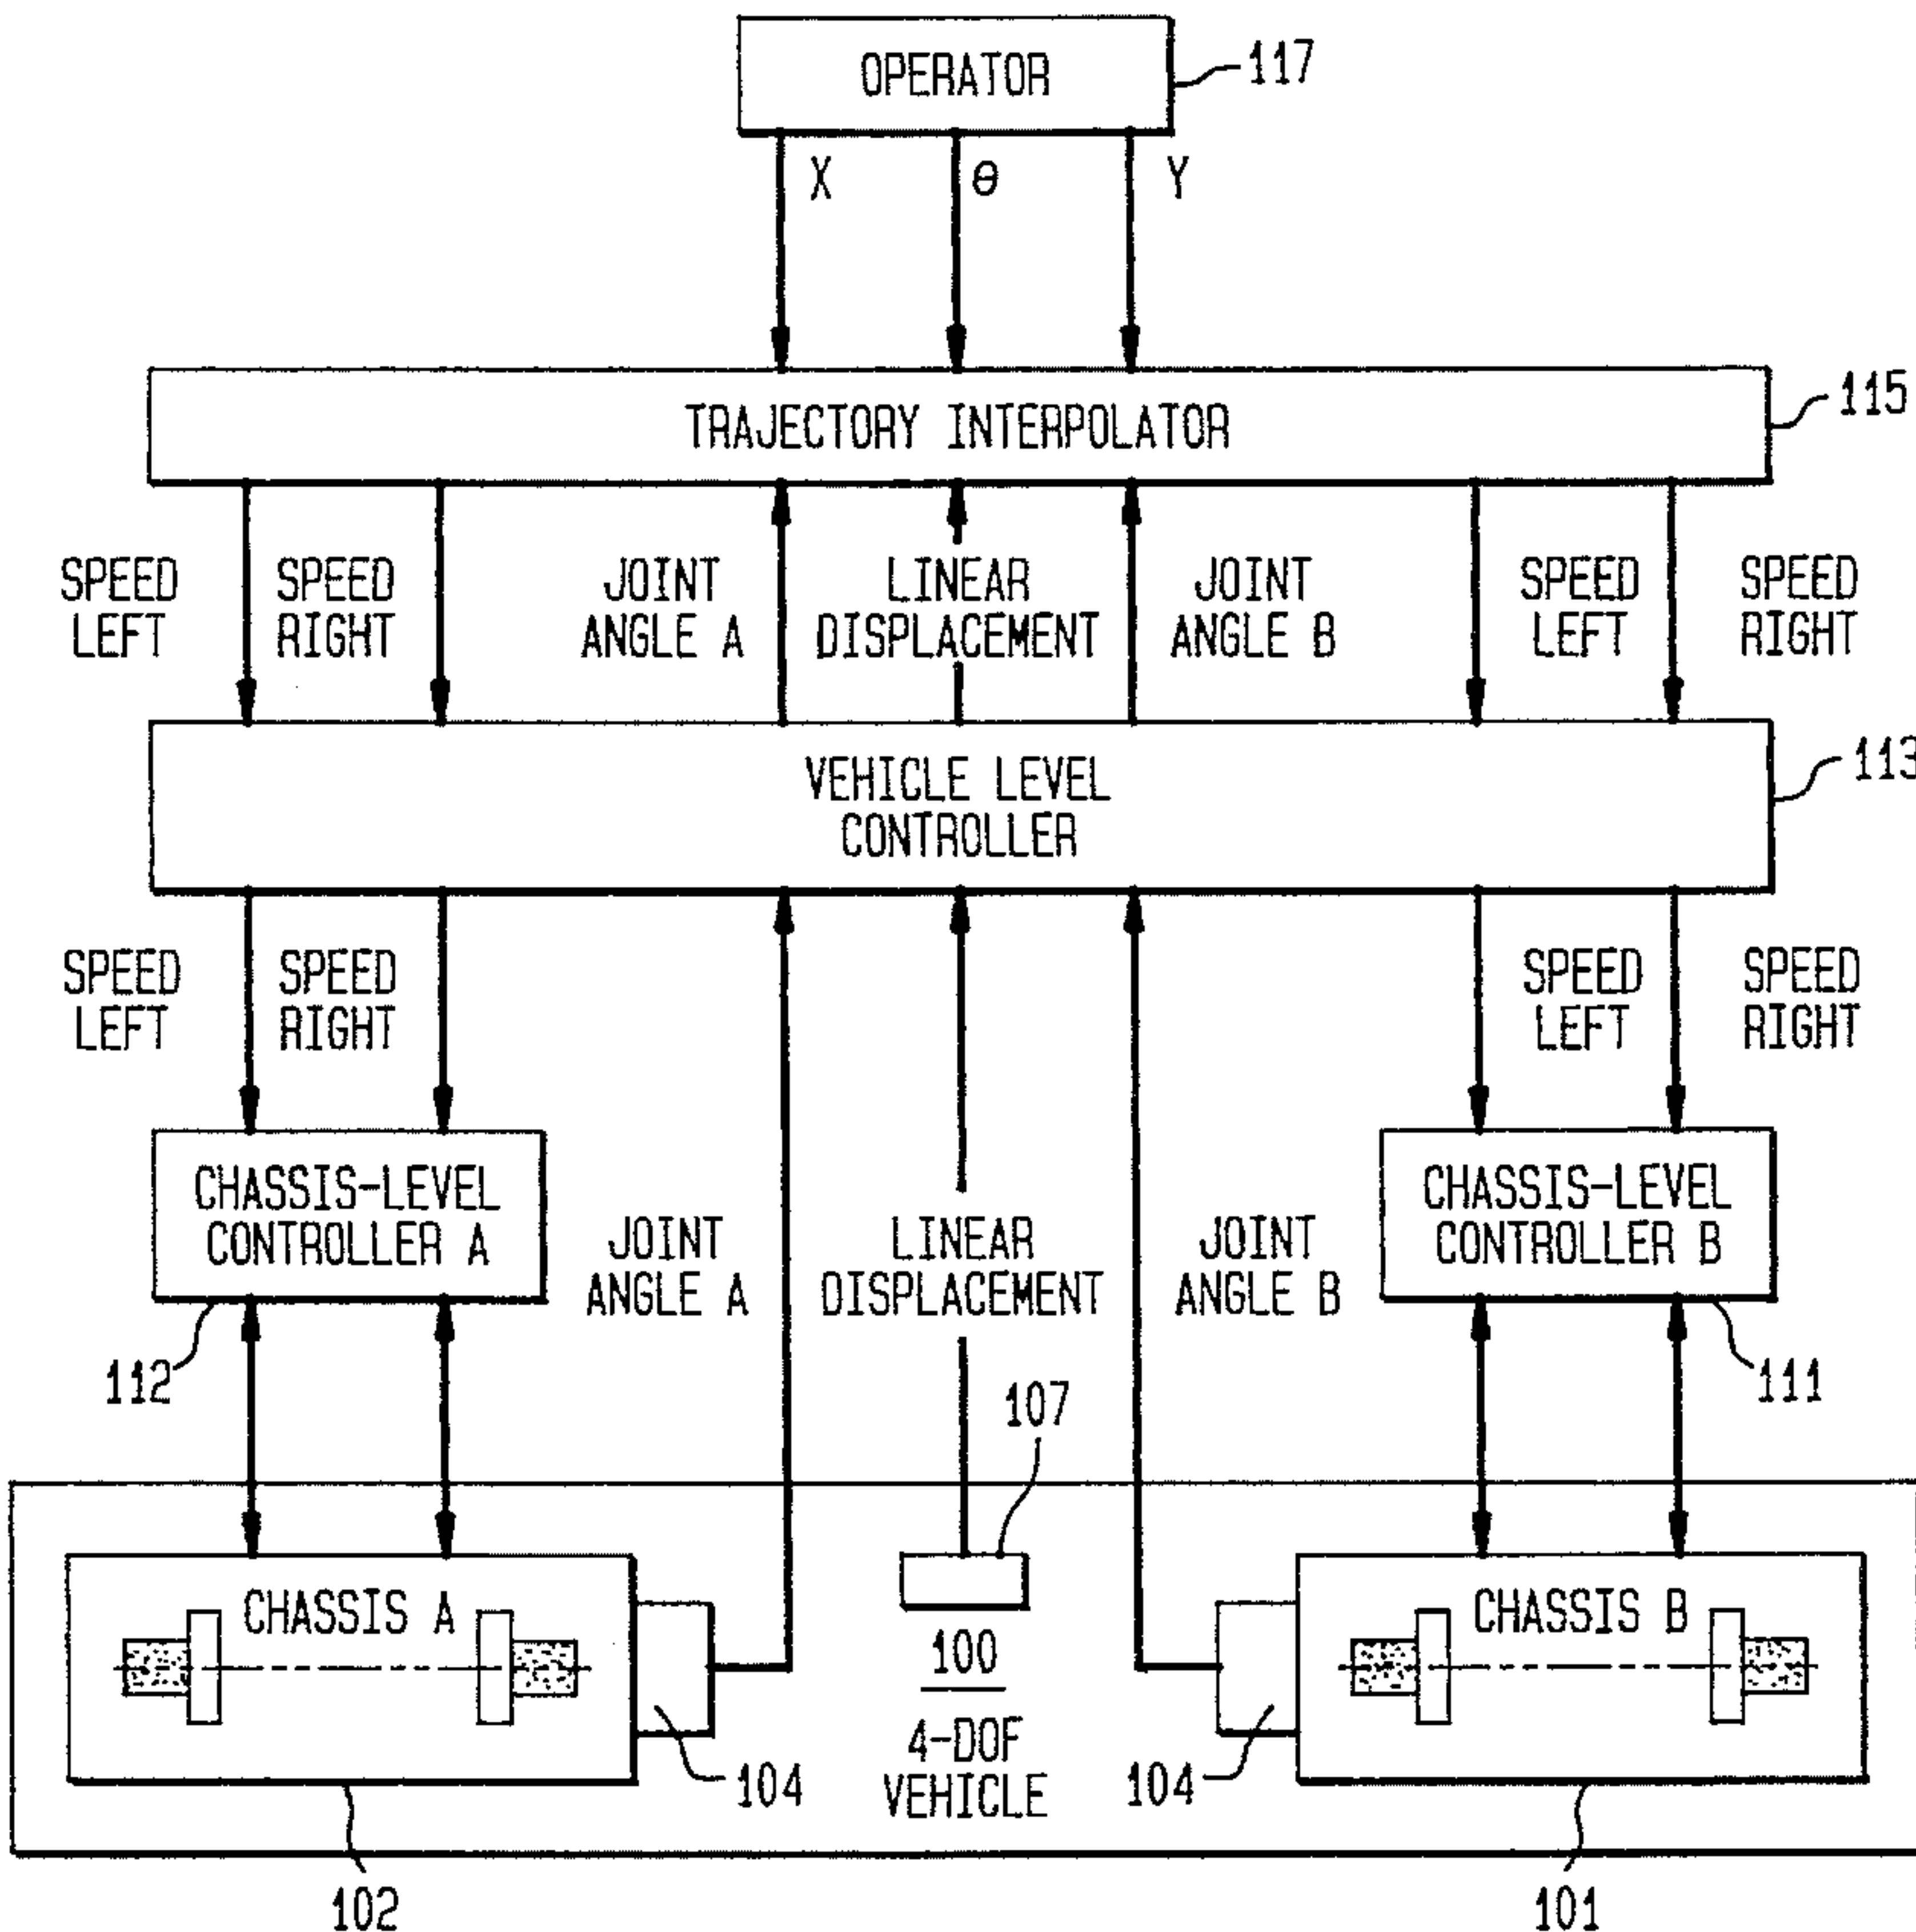 OPERATOR
117
X
θ
Y
TRAJECTORY INTERPOLATOR
115
SPEED
LEFT
SPEED
RIGHT
JOINT
ANGLE A
LINEAR
DISPLACEMENT
JOINT
ANGLE B
SPEED
LEFT
SPEED
RIGHT
VEHICLE LEVEL
CONTROLLER
113
SPEED
LEFT
SPEED
RIGHT
SPEED
LEFT
SPEED
RIGHT
CHASSIS-LEVEL
CONTROLLER A
112
JOINT
ANGLE A
LINEAR
DISPLACEMENT
JOINT
ANGLE B
CHASSIS-LEVEL
CONTROLLER B
111
107
CHASSIS A
104
100
4-DOF
VEHICLE
104
CHASSIS B
102
101